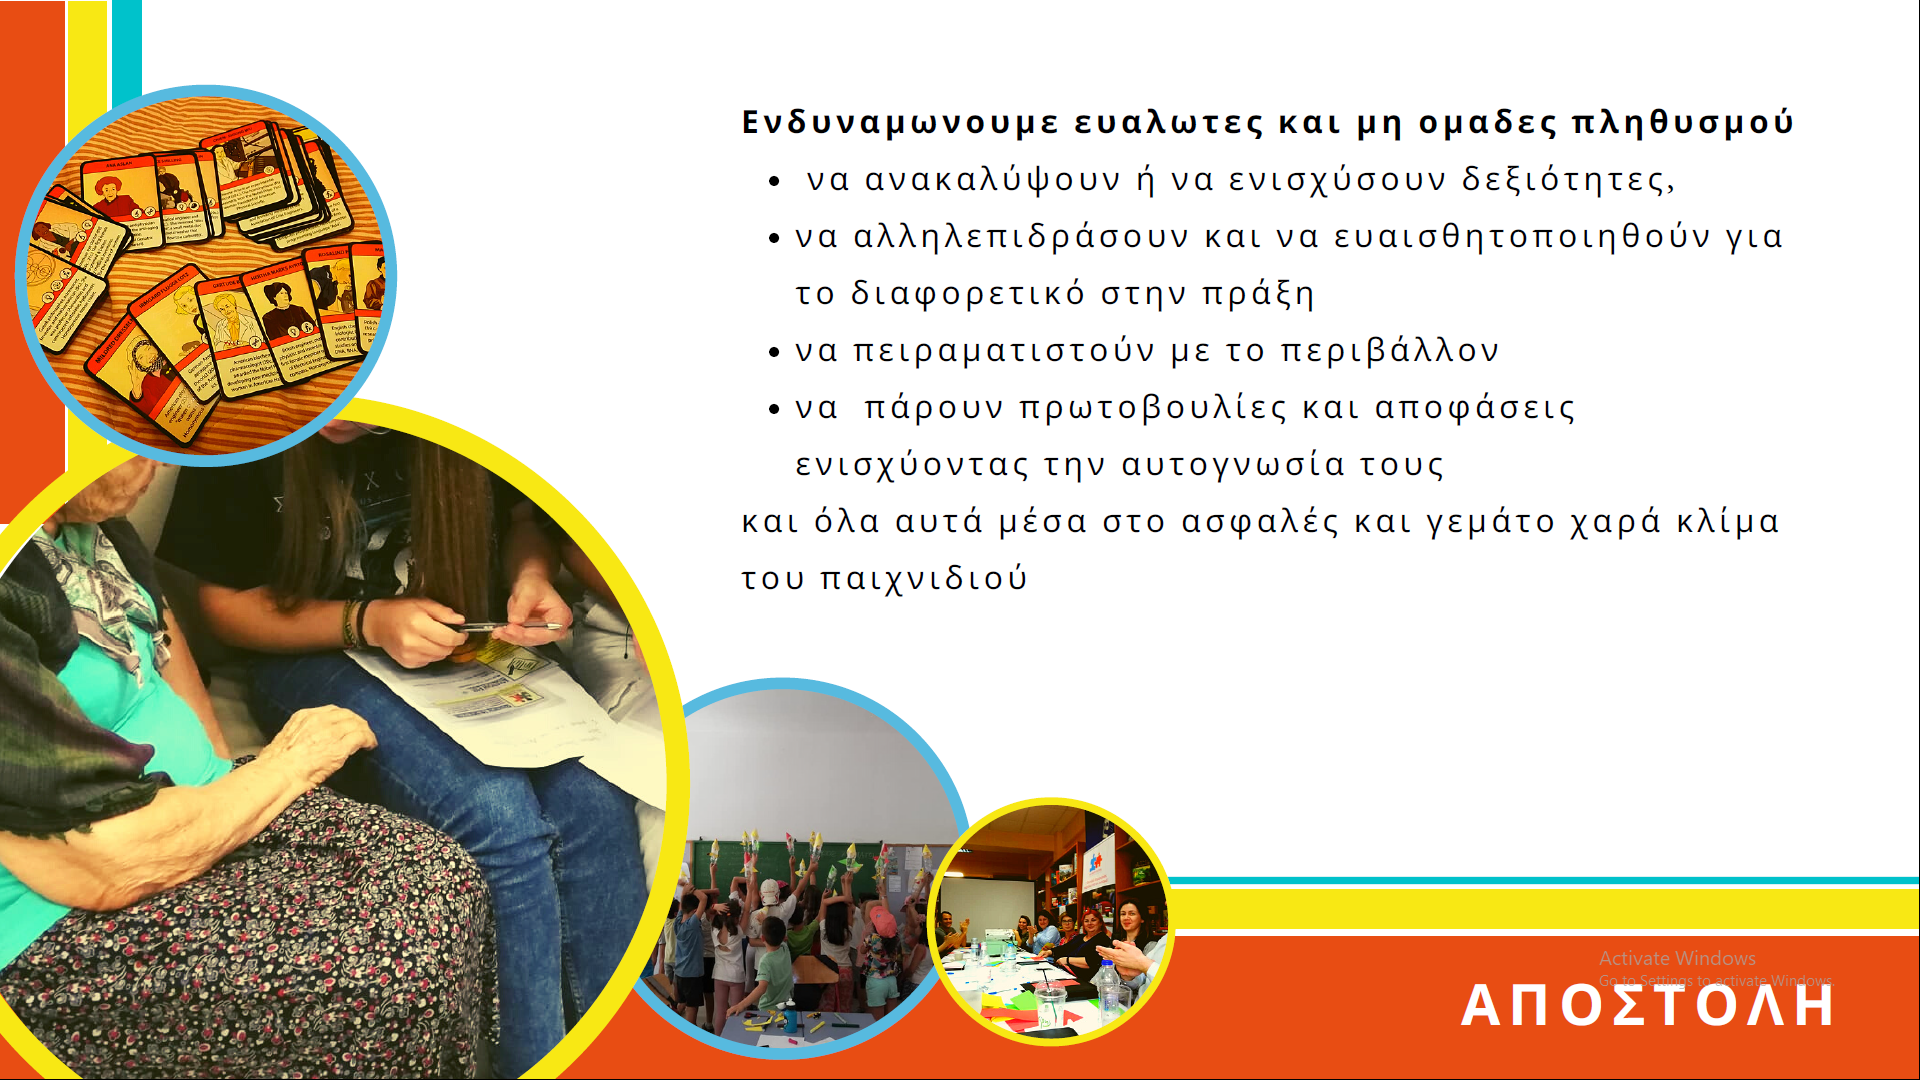 Ενδυναμωνουμε ευαλωτες και μη ομαδες πληθυσμού
• να ανακαλύψουν ή να ενισχύσουν δεξιότητες,
• να αλληλεπιδράσουν και να ευαισθητοποιηθούν για
το διαφορετικό στην πράξη
• να πειραματιστούν με το περιβάλλον
• να πάρουν πρωτοβουλίες και αποφάσεις
ενισχύοντας την αυτογνωσία τους
και όλα αυτά μέσα στο ασφαλές και γεμάτο χαρά κλίμα
του παιχνιδιού
Activate Windows
Go to Settings to activate Windows.
ΑΠΟΣΤΟΛΗ